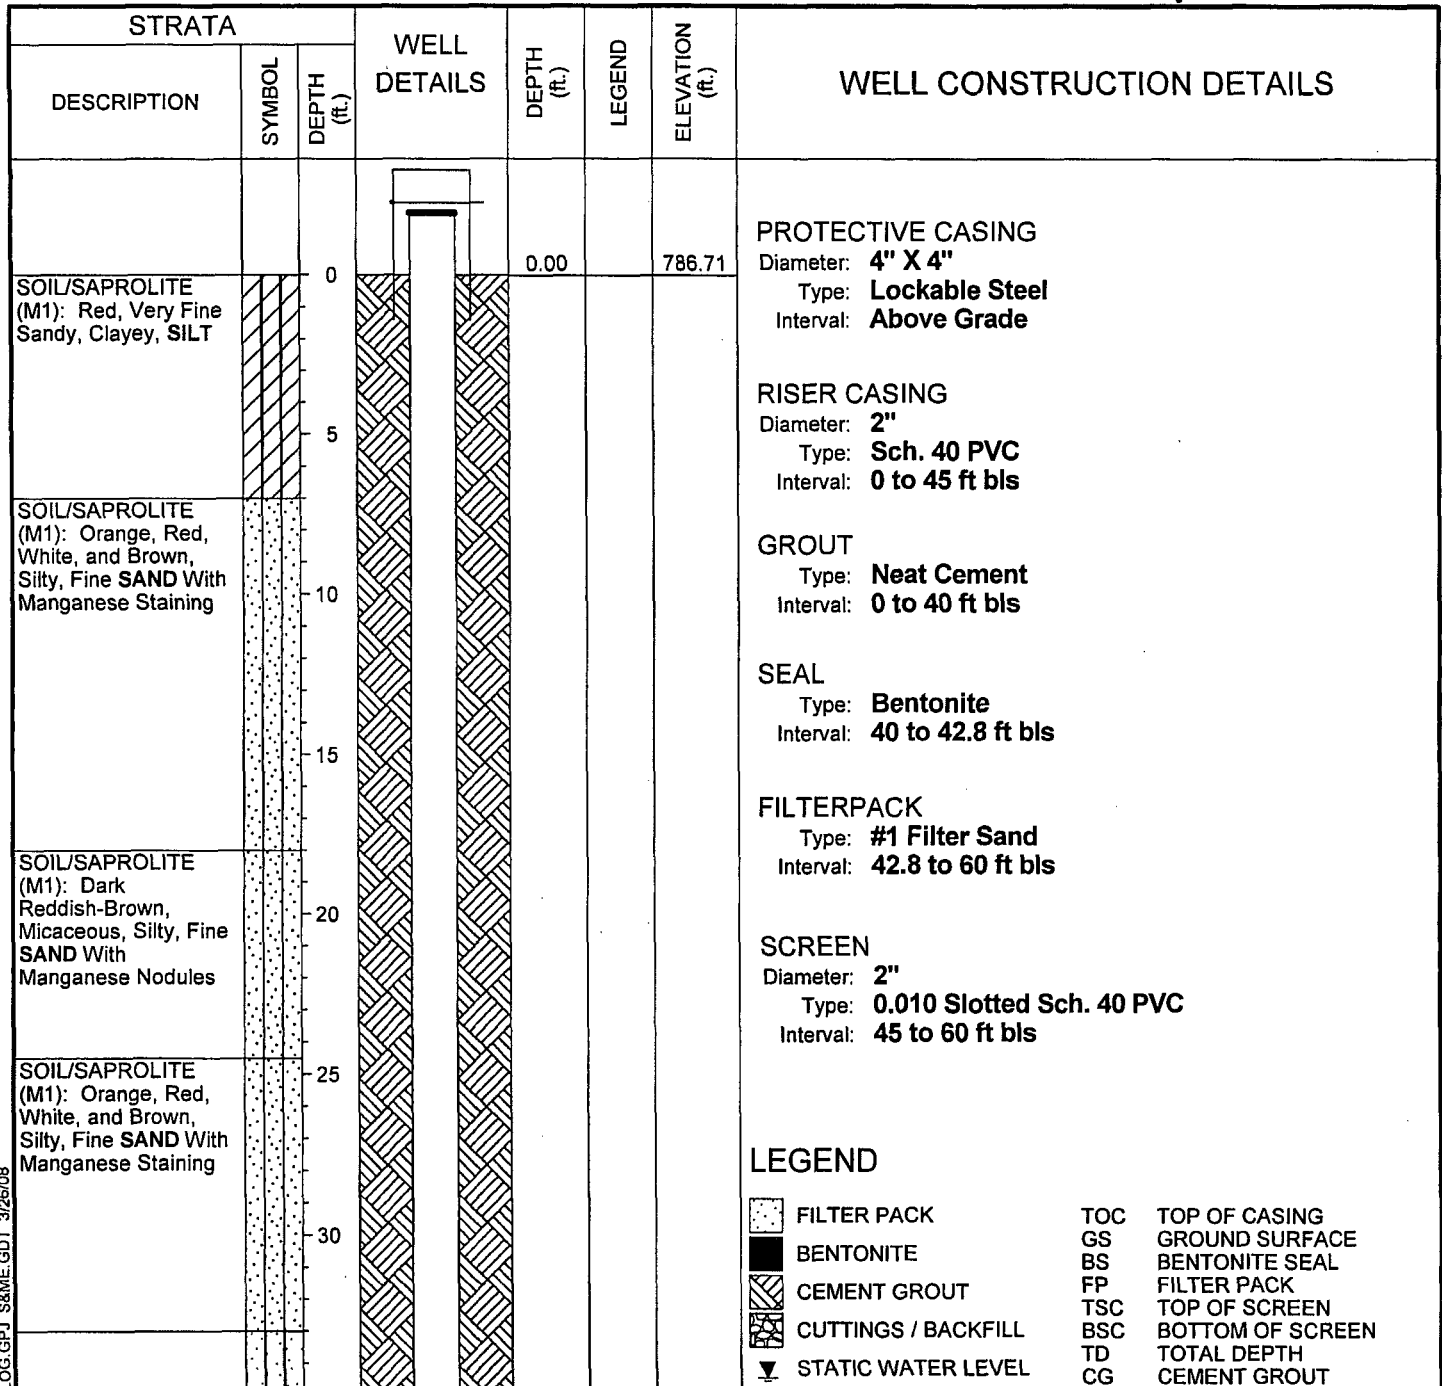 STRATA
DESCRIPTION
SYMBOL
DEPTH (ft.)
WELL DETAILS
DEPTH (ft.)
LEGEND
ELEVATION (ft.)
WELL CONSTRUCTION DETAILS
0.00
786.71
0
5
10
15
20
25
30
SOIL/SAPROLITE
(M1): Red, Very Fine
Sandy, Clayey, SILT
SOIL/SAPROLITE
(M1): Orange, Red,
White, and Brown,
Silty, Fine SAND With
Manganese Staining
SOIL/SAPROLITE
(M1): Dark
Reddish-Brown,
Micaceous, Silty, Fine
SAND With
Manganese Nodules
SOIL/SAPROLITE
(M1): Orange, Red,
White, and Brown,
Silty, Fine SAND With
Manganese Staining
PROTECTIVE CASING
Diameter: 4" X 4"
Type: Lockable Steel
Interval: Above Grade
RISER CASING
Diameter: 2"
Type: Sch. 40 PVC
Interval: 0 to 45 ft bls
GROUT
Type: Neat Cement
Interval: 0 to 40 ft bls
SEAL
Type: Bentonite
Interval: 40 to 42.8 ft bls
FILTERPACK
Type: #1 Filter Sand
Interval: 42.8 to 60 ft bls
SCREEN
Diameter: 2"
Type: 0.010 Slotted Sch. 40 PVC
Interval: 45 to 60 ft bls
LEGEND
FILTER PACK
BENTONITE
CEMENT GROUT
CUTTINGS / BACKFILL
STATIC WATER LEVEL
TOC TOP OF CASING
GS GROUND SURFACE
BS BENTONITE SEAL
FP FILTER PACK
TSC TOP OF SCREEN
BSC BOTTOM OF SCREEN
TD TOTAL DEPTH
CG CEMENT GROUT
LOG.GPJ S&ME.GDT 3/26/08